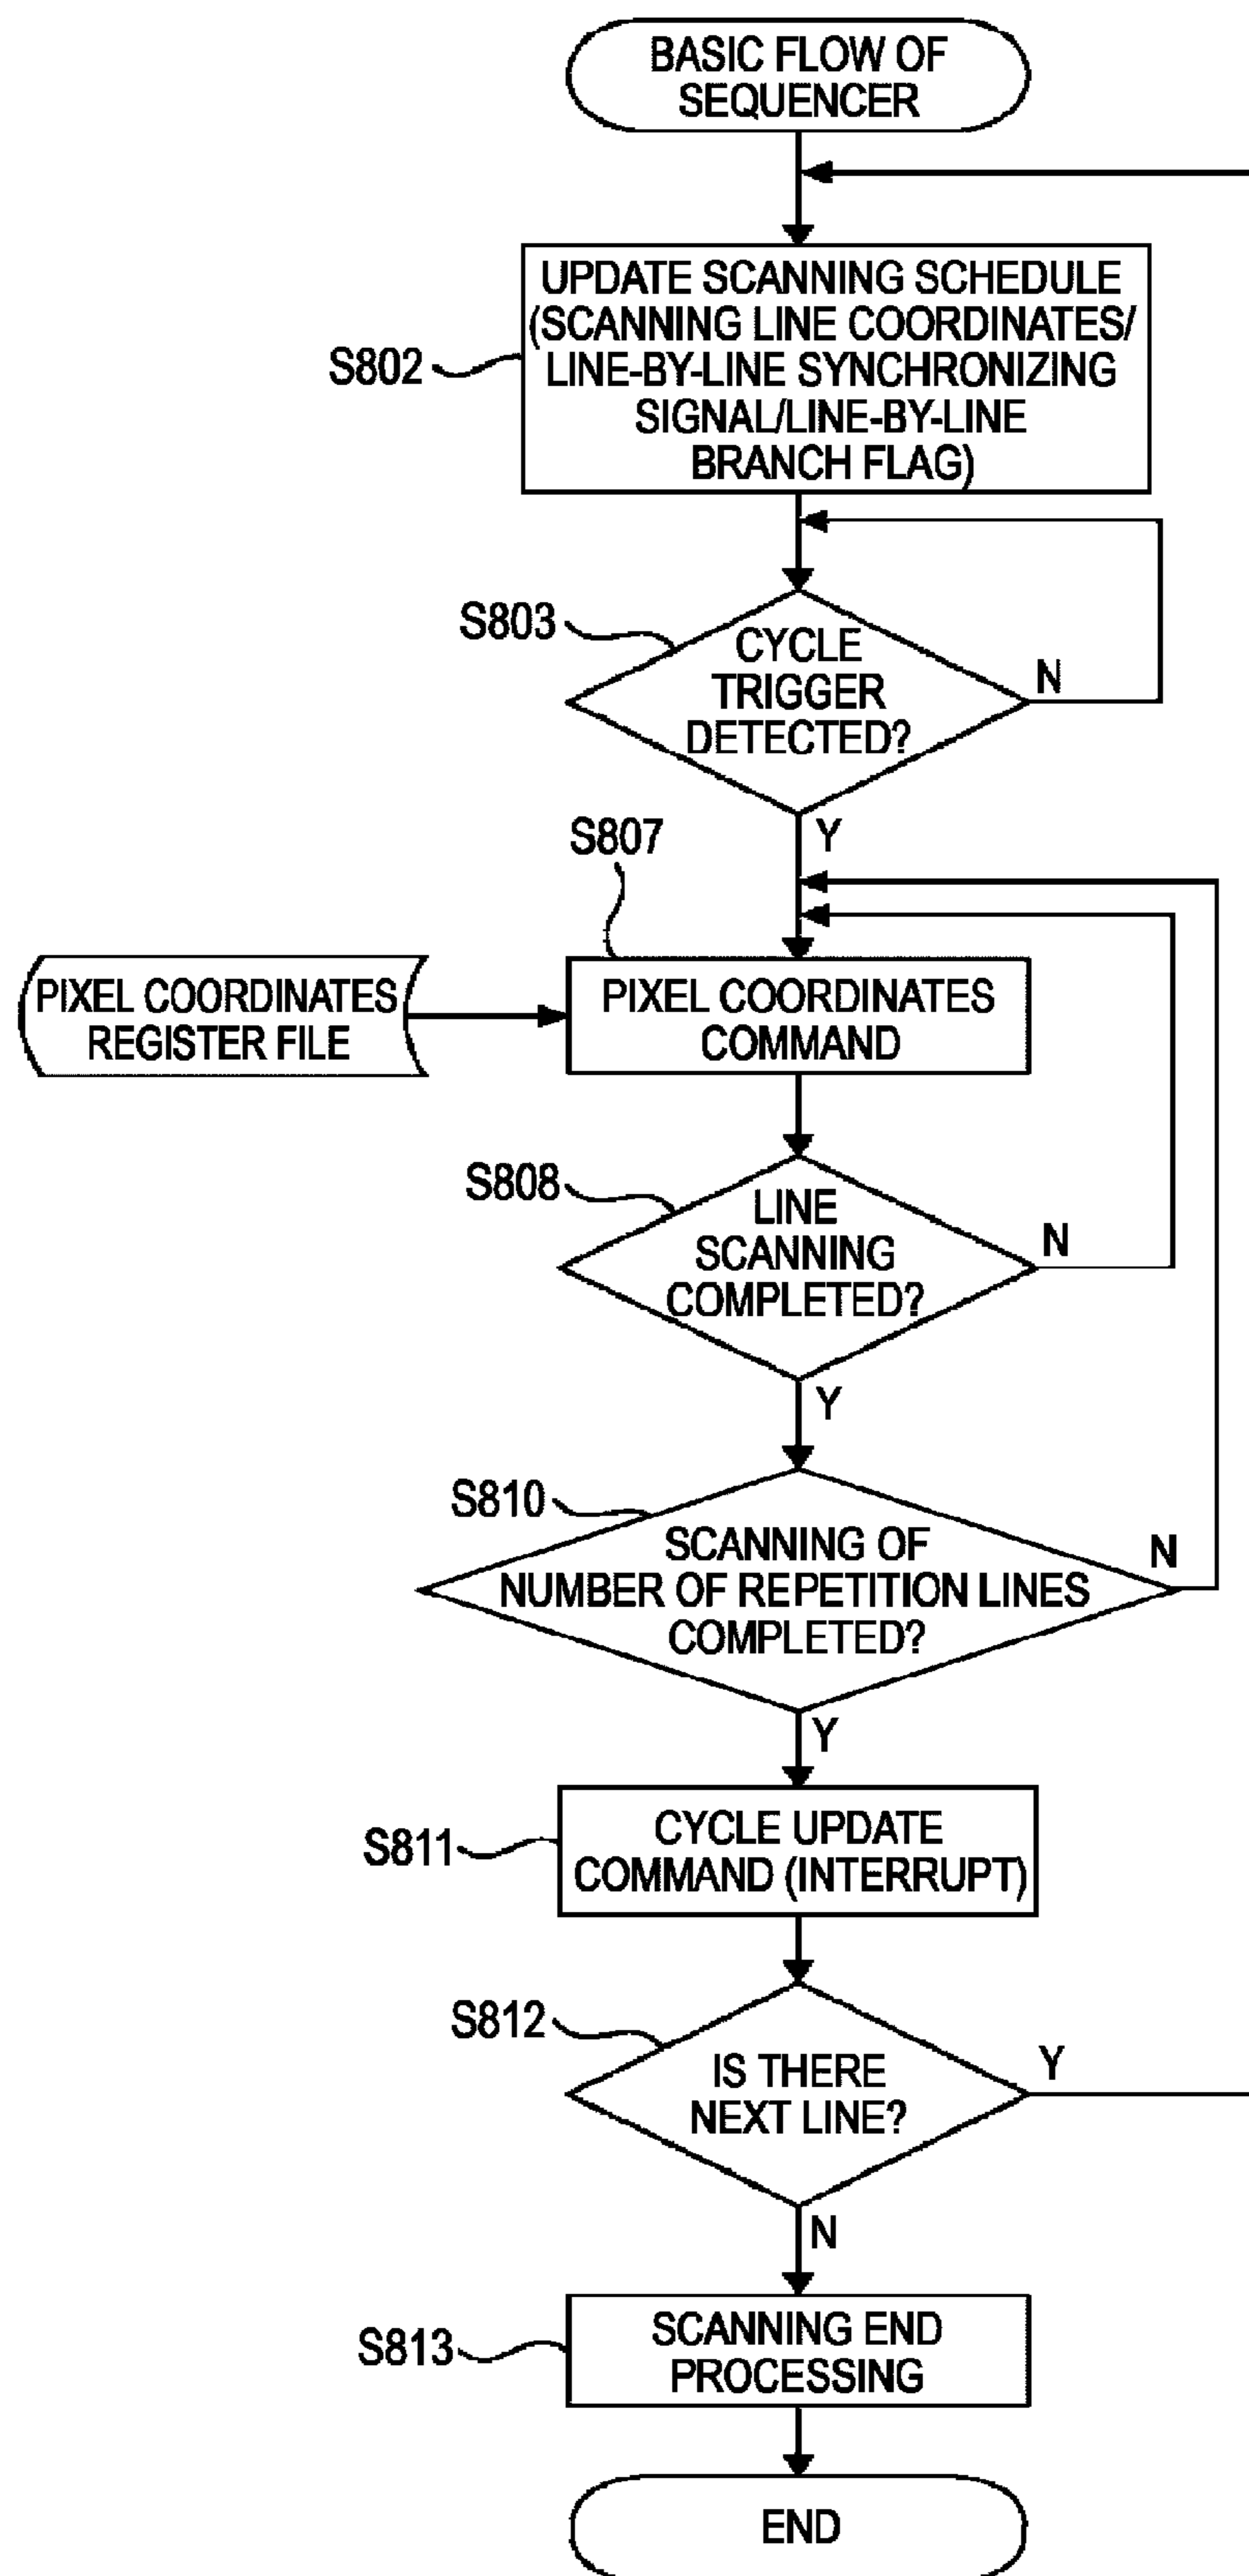 BASIC FLOW OF
SEQUENCER
S802
UPDATE SCANNING SCHEDULE
(SCANNING LINE COORDINATES/
LINE-BY-LINE SYNCHRONIZING
SIGNAL/LINE-BY-LINE
BRANCH FLAG)
S803
CYCLE
TRIGGER
DETECTED?
N
Y
S807
PIXEL COORDINATES
REGISTER FILE
PIXEL COORDINATES
COMMAND
S808
LINE
SCANNING
COMPLETED?
N
Y
S810
SCANNING OF
NUMBER OF REPETITION LINES
COMPLETED?
N
Y
S811
CYCLE UPDATE
COMMAND (INTERRUPT)
S812
IS THERE
NEXT LINE?
Y
N
S813
SCANNING END
PROCESSING
END